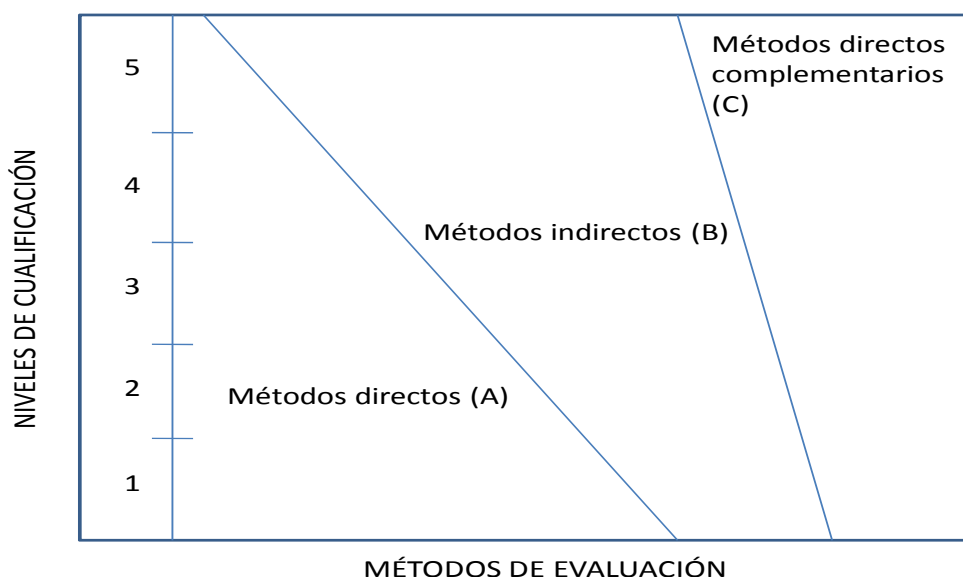 NIVELES DE CUALIFICACIÓN
5
4
3
2
1
Métodos directos
complementarios
(C)
Métodos indirectos (B)
Métodos directos (A)
MÉTODOS DE EVALUACIÓN